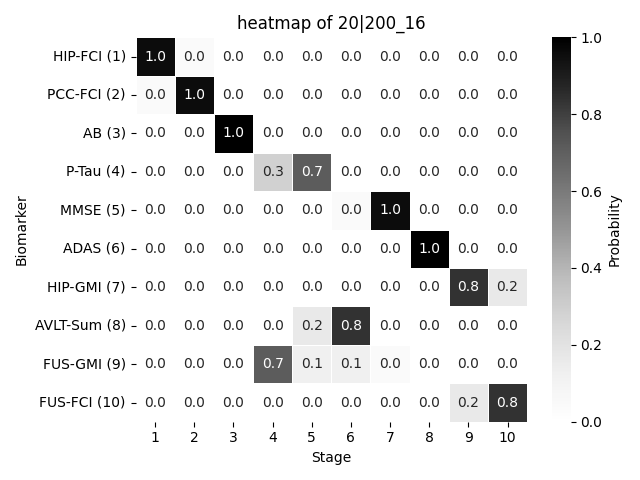 heatmap of 20|200_16
HIP-FCI (1) 1.0 0.0 0.0 0.0 0.0 0.0 0.0 0.0 0.0 0.0
PCC-FCI (2) 0.0 1.0 0.0 0.0 0.0 0.0 0.0 0.0 0.0 0.0
AB (3) 0.0 0.0 1.0 0.0 0.0 0.0 0.0 0.0 0.0 0.0
P-Tau (4) 0.0 0.0 0.0 0.3 0.7 0.0 0.0 0.0 0.0 0.0
MMSE (5) 0.0 0.0 0.0 0.0 0.0 0.0 1.0 0.0 0.0 0.0
ADAS (6) 0.0 0.0 0.0 0.0 0.0 0.0 0.0 1.0 0.0 0.0
HIP-GMI (7) 0.0 0.0 0.0 0.0 0.0 0.0 0.0 0.0 0.8 0.2
AVLT-Sum (8) 0.0 0.0 0.0 0.0 0.2 0.8 0.0 0.0 0.0 0.0
FUS-GMI (9) 0.0 0.0 0.0 0.7 0.1 0.1 0.0 0.0 0.0 0.0
FUS-FCI (10) 0.0 0.0 0.0 0.0 0.0 0.0 0.0 0.0 0.2 0.8
1 2 3 4 5 6 7 8 9 10
Stage
Biomarker
1.0
0.8
0.6
0.4
0.2
0.0
Probability